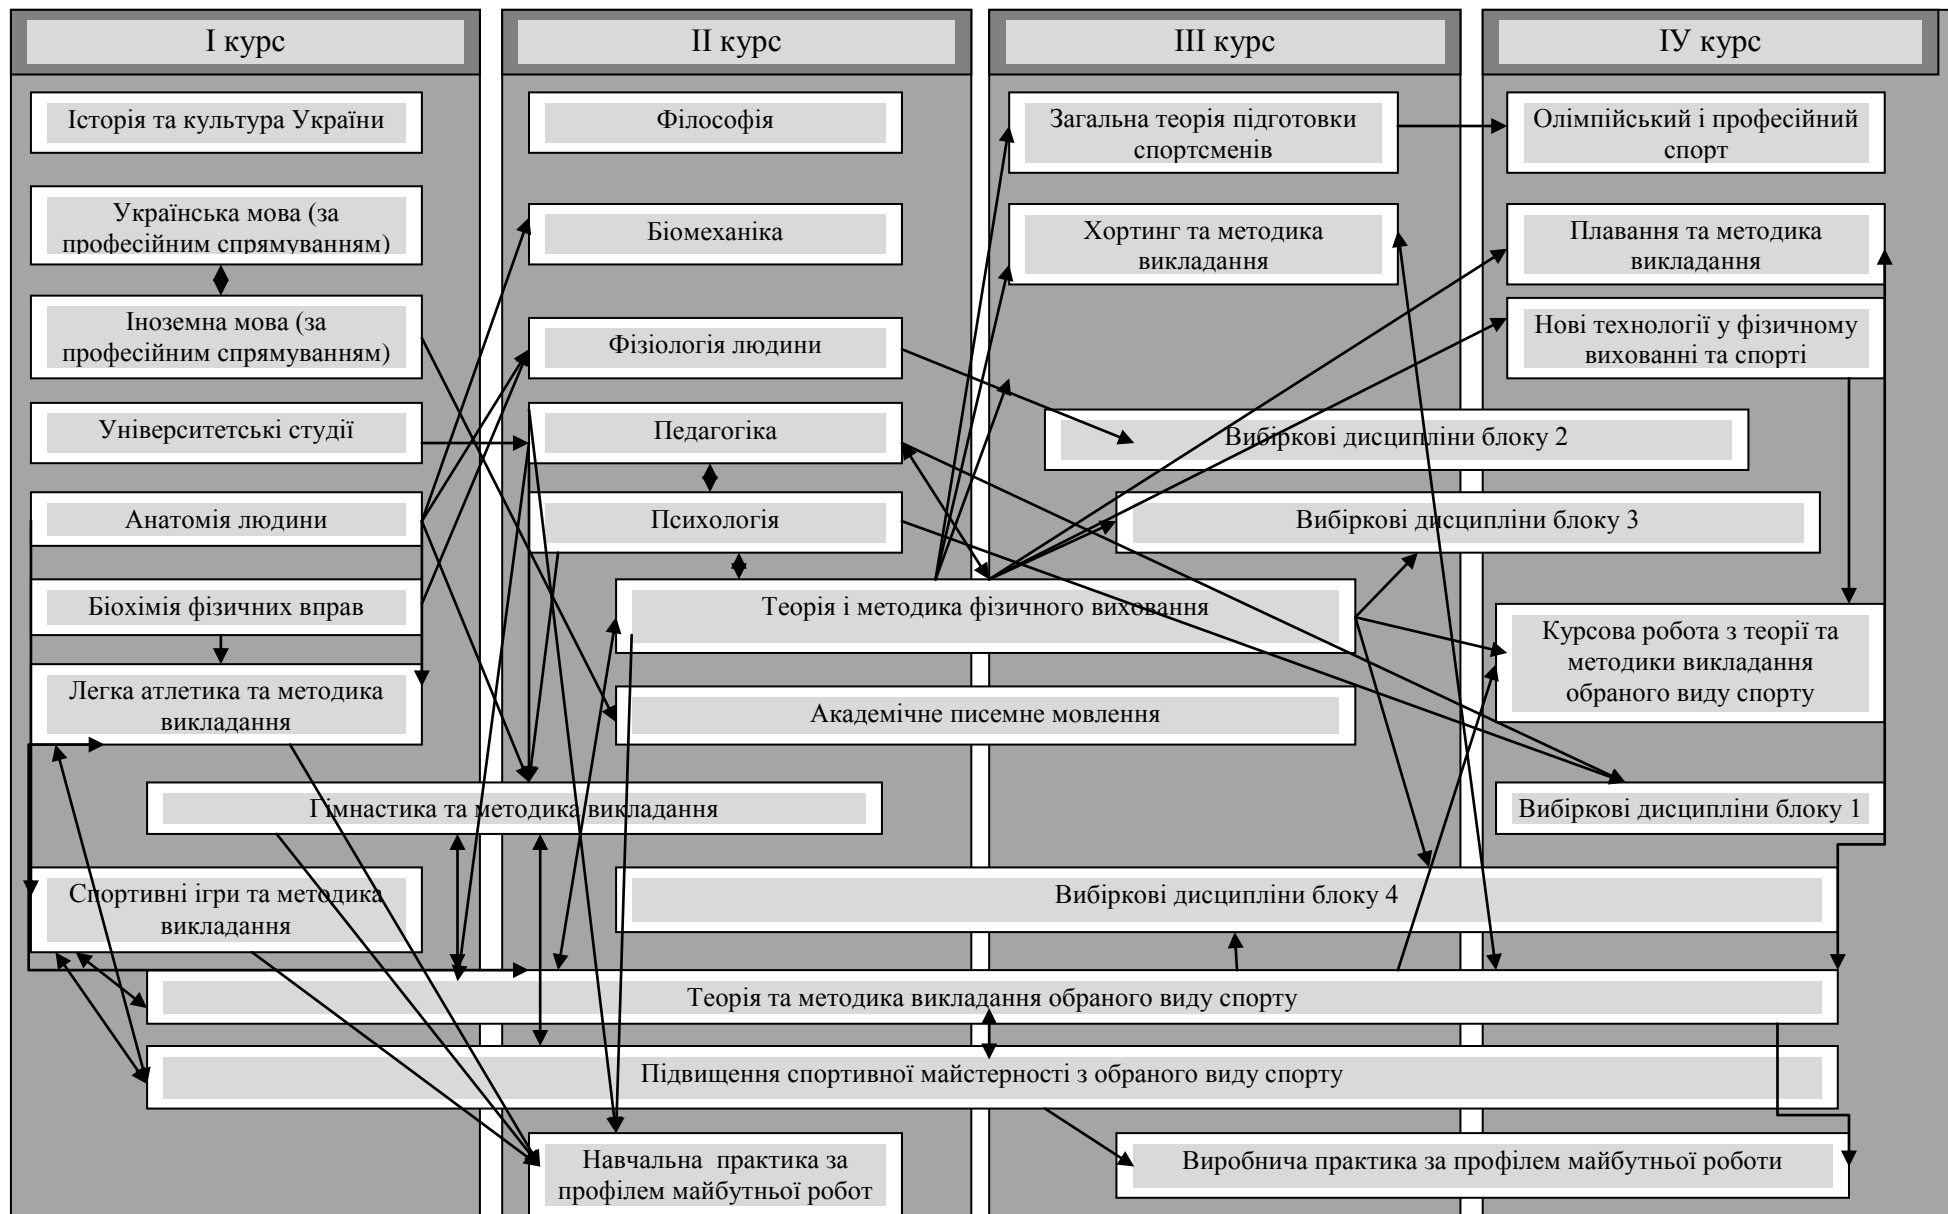 І курс
ІІ курс
ІІІ курс
ІУ курс
Історія та культура України
Філософія
Загальна теорія підготовки
спортсменів
Олімпійський і професійний
спорт
Українська мова (за
професійним спрямуванням)
Біомеханіка
Хортинг та методика
викладання
Плавання та методика
викладання
Іноземна мова (за
професійним спрямуванням)
Фізіологія людини
Нові технології у фізичному
вихованні та спорті
Університетські студії
Педагогіка
Вибіркові дисципліни блоку 2
Анатомія людини
Психологія
Вибіркові дисципліни блоку 3
Біохімія фізичних вправ
Теорія і методика фізичного виховання
Курсова робота з теорії та
методики викладання
обраного виду спорту
Легка атлетика та методика
викладання
Академічне писемне мовлення
Гімнастика та методика викладання
Вибіркові дисципліни блоку 1
Спортивні ігри та методика
викладання
Вибіркові дисципліни блоку 4
Теорія та методика викладання обраного виду спорту
Підвищення спортивної майстерності з обраного виду спорту
Навчальна практика за
профілем майбутньої робот
Виробнича практика за профілем майбутньої роботи